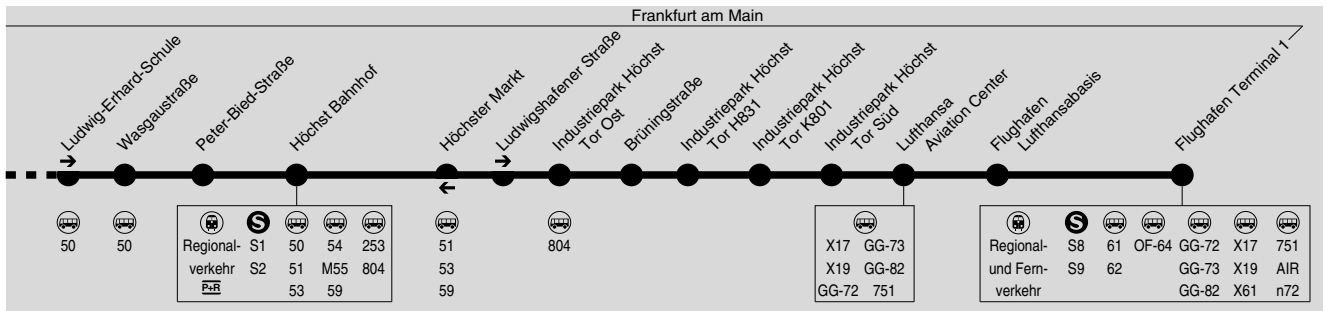 Frankfurt am Main
Ludwig-Erhard-Schule
Wasgaustraße
Peter-Bied-Straße
Höchst Bahnhof
Höchster Markt
Ludwigshafener Straße
Industriepark Höchst
Tor Ost
Brüningstraße
Industriepark Höchst
Tor H831
Industriepark Höchst
Tor K801
Industriepark Höchst
Tor Süd
Lufthansa
Aviation Center
Flughafen
Lufthansabasis
Flughafen Terminal 1
50
50
S
Regional- S1 50 54 253
verkehr S2 51 M55 804
P+R 53 59
51
53
59
804
X17 GG-73
X19 GG-82
GG-72 751
S
Regional- S8 61 OF-64 GG-72 X17 751
und Fern- S9 62 GG-73 X19 AIR
verkehr GG-82 X61 n72